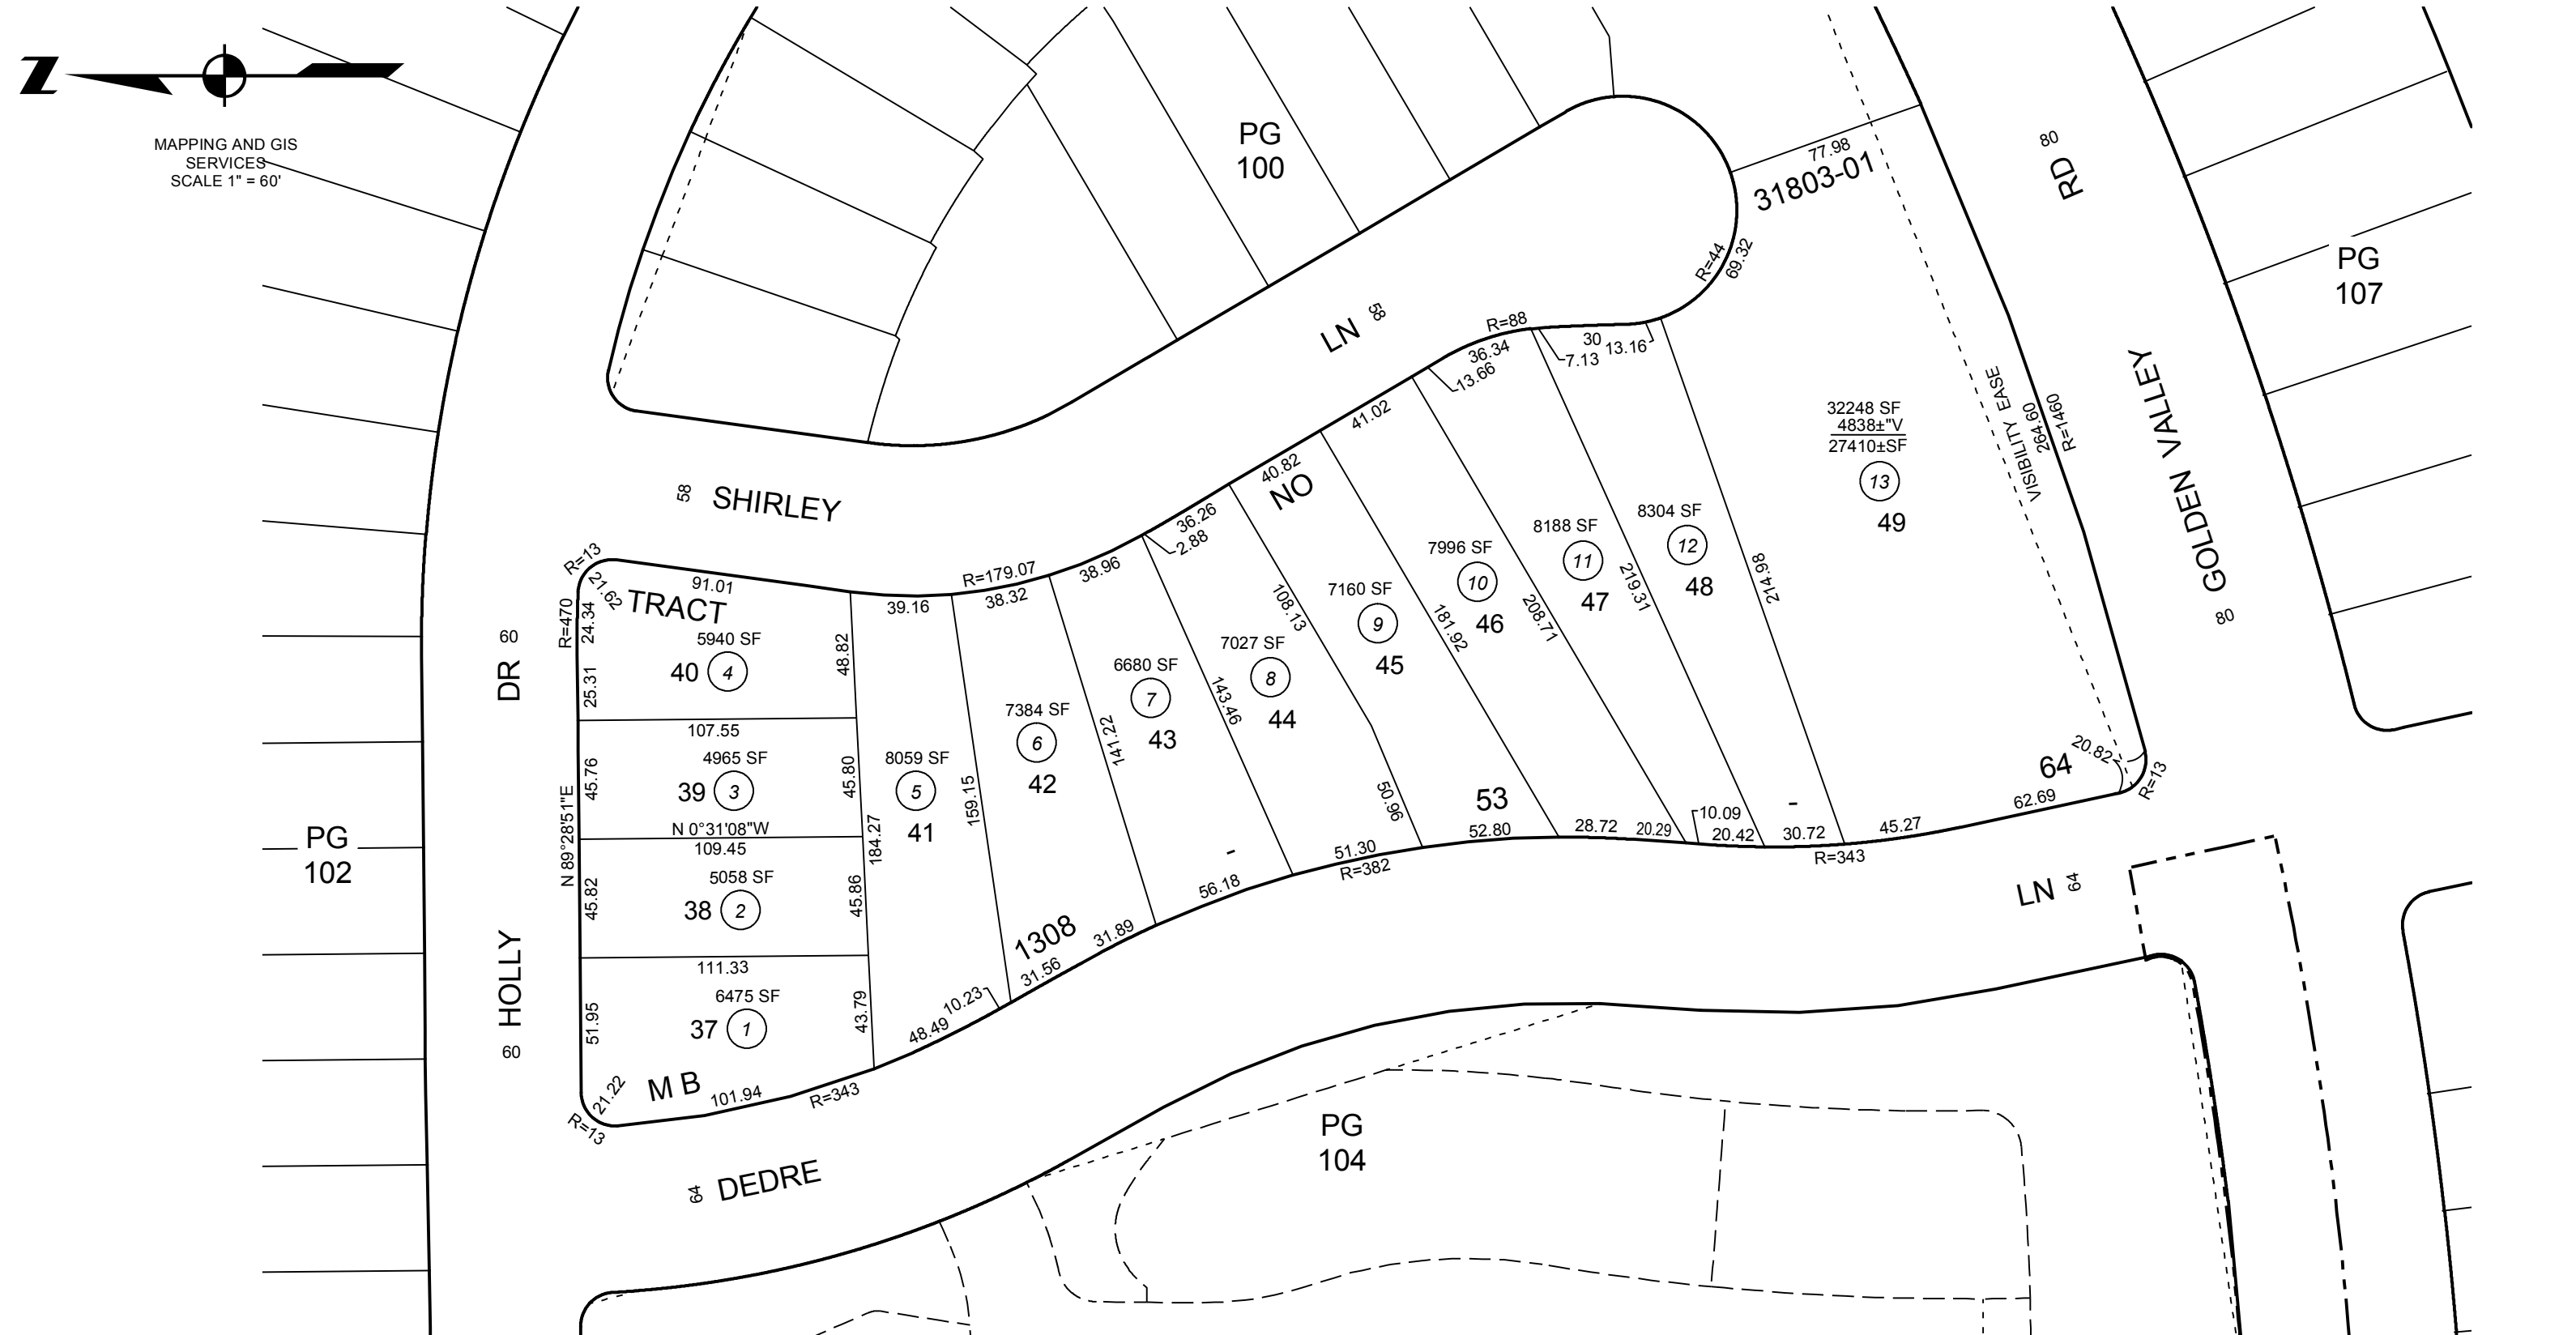 Z
MAPPING AND GIS
SERVICES
SCALE 1" = 60'
PG
100
77.98
31803-01
80
RD
PG
107
R=44
69.32
LN 58
R=88
36.34
13.66
30
7.13
13.16
41.02
40.82
NO
36.26
2.88
38.96
R=179.07
38.32
39.16
58 SHIRLEY
32248 SF
4838±"V
27410±SF
13
49
VISIBILITY EASE
264.60
R=1460
GOLDEN VALLEY
80
R=13
21.62
91.01
TRACT
R=470
24.34
25.31
5940 SF
40 4
48.82
60
DR
107.55
4965 SF
39 3
45.76
45.80
N 0°31'08"W
109.45
N 89°28'51"E
5058 SF
38 2
45.82
45.86
111.33
6475 SF
37 1
51.95
43.79
HOLLY
60
M B
21.22
R=13
101.94
R=343
8059 SF
5
41
184.27
159.15
7384 SF
6
42
141.22
6680 SF
7
43
143.46
7027 SF
8
44
108.13
50.96
7160 SF
9
45
181.92
7996 SF
10
46
208.71
8188 SF
11
47
219.31
8304 SF
12
48
214.98
48.49
10.23
31.56
1308
31.89
56.18
-
51.30
R=382
53
52.80
28.72
20.29
10.09
20.42
-
30.72
R=343
45.27
62.69
64
20.82
R=13
LN 64
64 DEDRE
PG
102
PG
104